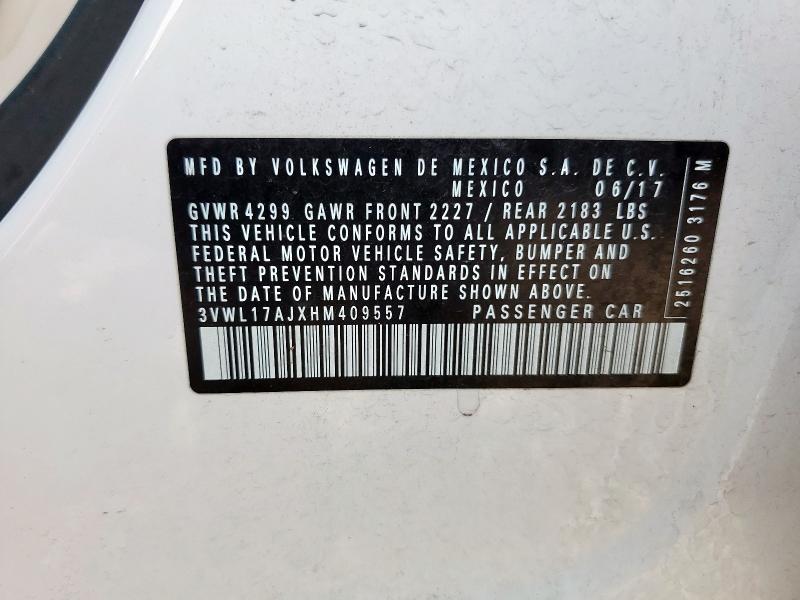 MFD BY VOLKSWAGEN DE MEXICO S.A. DE C.V.
MEXICO 06/17
GVWR 4299 GAWR FRONT 2227 / REAR 2183 LBS
THIS VEHICLE CONFORMS TO ALL APPLICABLE U.S.
FEDERAL MOTOR VEHICLE SAFETY, BUMPER AND
THEFT PREVENTION STANDARDS IN EFFECT ON
THE DATE OF MANUFACTURE SHOWN ABOVE.
3VWL17AJXHM409557 PASSENGER CAR
2516260 3176 M